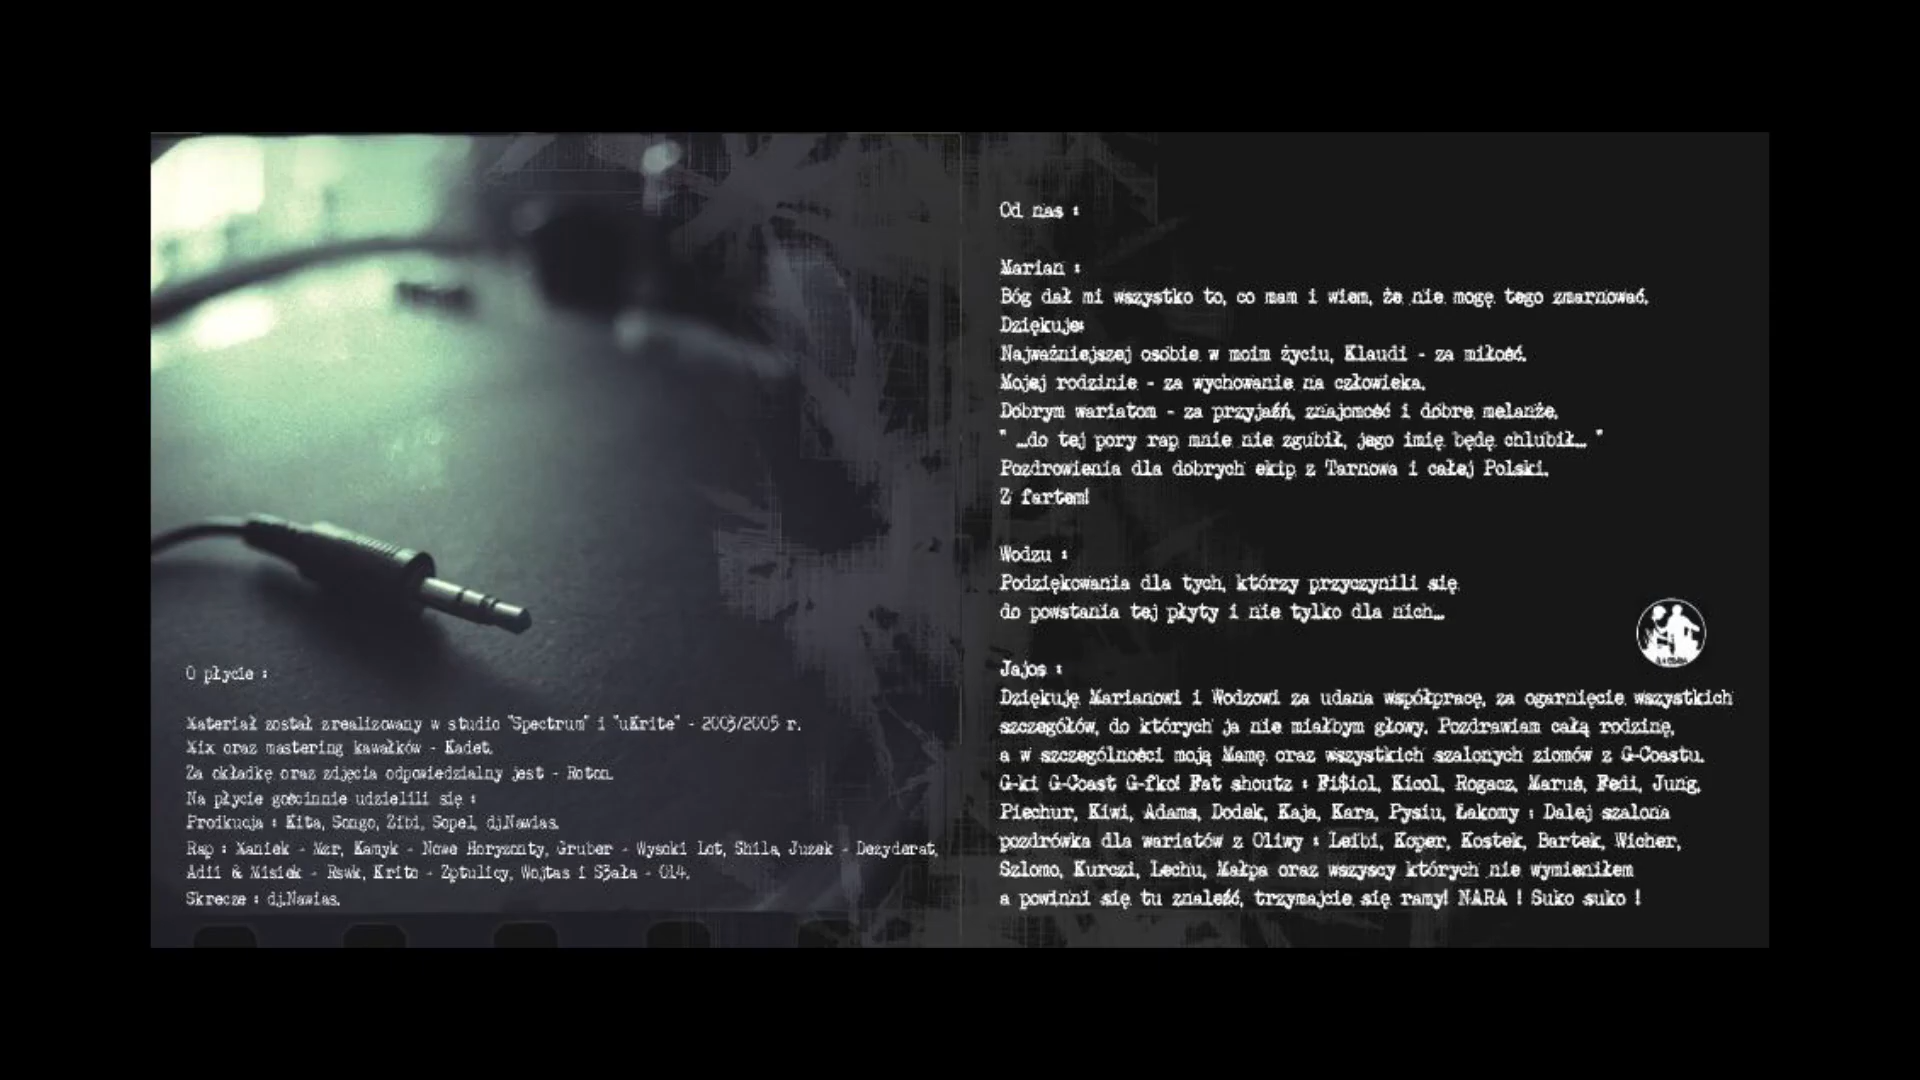 O płycie :
Materiał został zrealizowany w studio "Spectrum" i "uKrite" - 2003/2005 r.
Mix oraz mastering kawałków - Kadet.
Za okładkę oraz zdjęcia odpowiedzialny jest - Roton.
Na płycie gościnnie udzielili się :
Prodkucja : Kita, Songo, Zibi, Sopel, dj.Nawias.
Rap : Maniek - Mzr, Kamyk - Nowe Horyzonty, Gruber - Wysoki Lot, Shila, Juzek - Dezyderat,
Adii & Misiek - Rswk, Krito - Zptulicy, Wojtas i S3ała - 014.
Skrecze : dj.Nawias.
Od nas :
Marian :
Bóg dał mi wszystko to, co mam i wiem, że nie mogę tego zmarnować.
Dziękuje:
Najważniejszej osobie w moim życiu, Klaudi - za miłość.
Mojej rodzinie - za wychowanie na człowieka.
Dobrym wariatom - za przyjaźń, znajomość i dobre melanże.
" ...do tej pory rap mnie nie zgubił, jego imię będę chlubił... "
Pozdrowienia dla dobrych ekip z Tarnowa i całej Polski.
Z fartem!
Wodzu :
Podziękowania dla tych, którzy przyczynili się
do powstania tej płyty i nie tylko dla nich...
Jajos :
Dziękuję Marianowi i Wodzowi za udana współpracę, za ogarnięcie wszystkich
szczegółów, do których ja nie miałbym głowy. Pozdrawiam całą rodzinę,
a w szczególności moją Mamę oraz wszystkich szalonych ziomów z G-Coastu.
G-ki G-Coast G-fko! Fat shoutz : Fi$iol, Kicol, Rogacz, Maruś, Fedi, Jung,
Piechur, Kiwi, Adams, Dodek, Kaja, Kara, Pysiu, Łakomy : Dalej szalona
pozdrówka dla wariatów z Oliwy : Leibi, Koper, Kostek, Bartek, Wicher,
Szlomo, Kurczi, Lechu, Małpa oraz wszyscy których nie wymieniłem
a powinni się tu znaleźć, trzymajcie się ramy! NARA ! Suko suko !